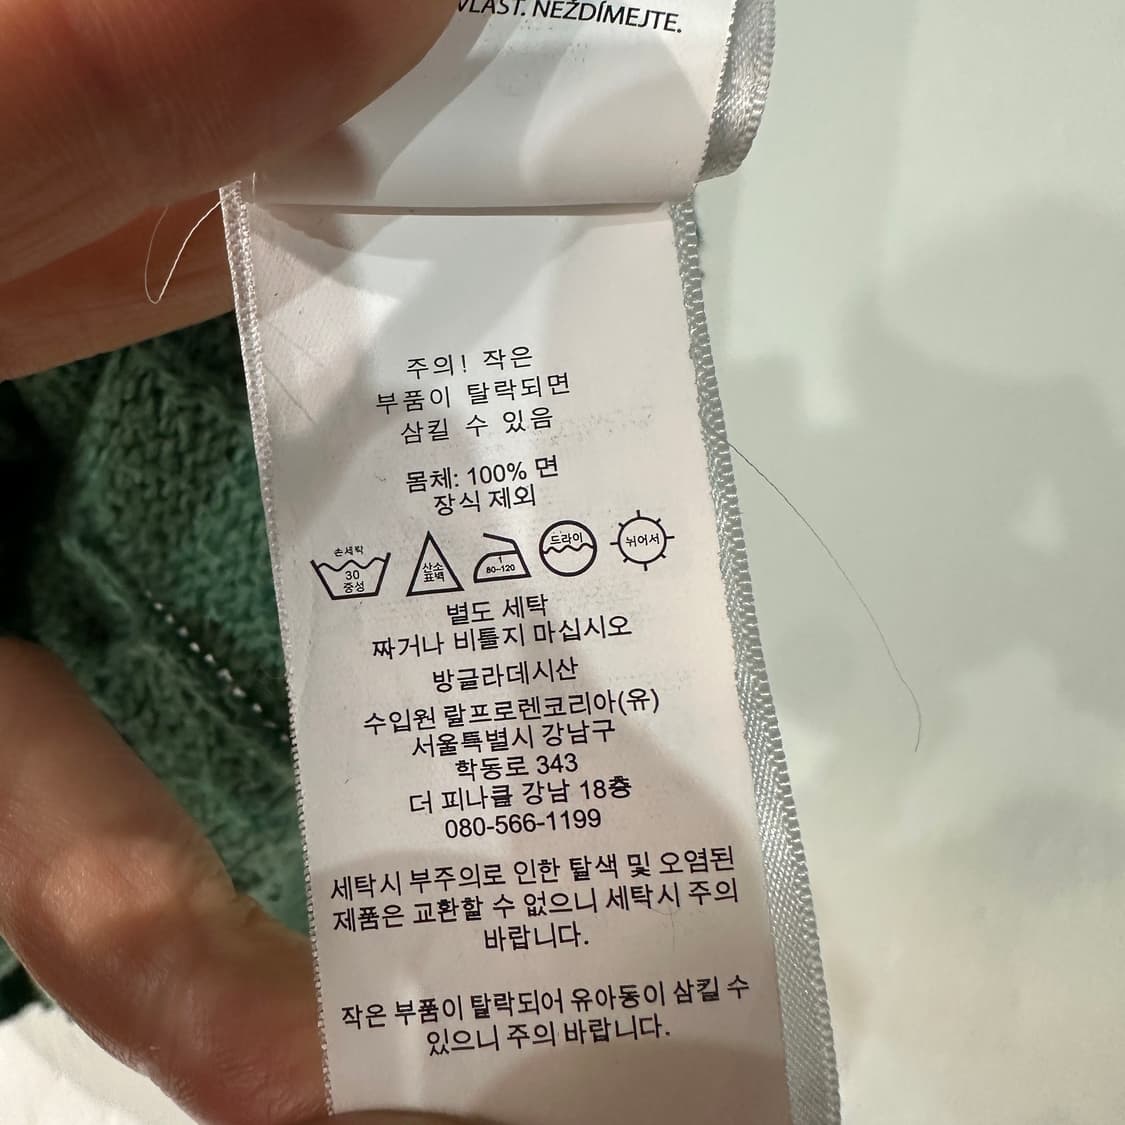 VLÁŠŤ. NEŽDÍMEJTE.
주의! 작은
부품이 탈락되면
삼킬 수 있음
몸체: 100% 면
장식 제외
손세탁
30
중성
산소
표백
1
80~120
드라이
뉘어서
별도 세탁
짜거나 비틀지 마십시오
방글라데시산
수입원 랄프로렌코리아(유)
서울특별시 강남구
학동로 343
더 피나클 강남 18층
080-566-1199
세탁시 부주의로 인한 탈색 및 오염된
제품은 교환할 수 없으니 세탁시 주의
바랍니다.
작은 부품이 탈락되어 유아동이 삼킬 수
있으니 주의 바랍니다.